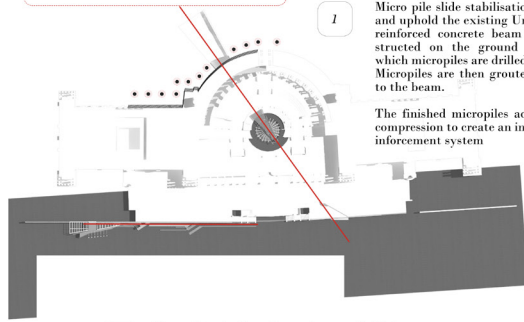 1
Micro pile slide stabilisatio
and uphold the existing Ur
reinforced concrete beam
structed on the ground
which micropiles are drilled
Micropiles are then groute
to the beam.
The finished micropiles ac
compression to create an in
inforcement system